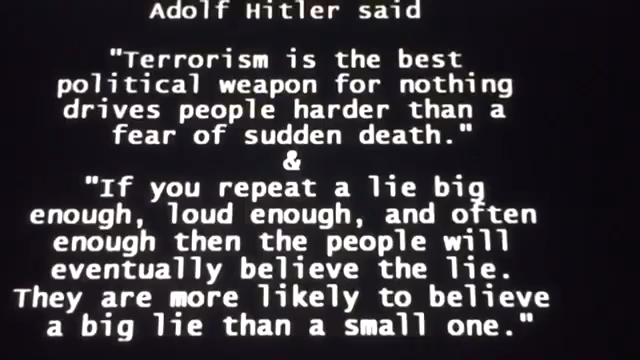 Adolf Hitler said
"Terrorism is the best
political weapon for nothing
drives people harder than a
fear of sudden death."
&
"If you repeat a lie big
enough, loud enough, and often
enough then the people will
eventually believe the lie.
They are more likely to believe
a big lie than a small one."